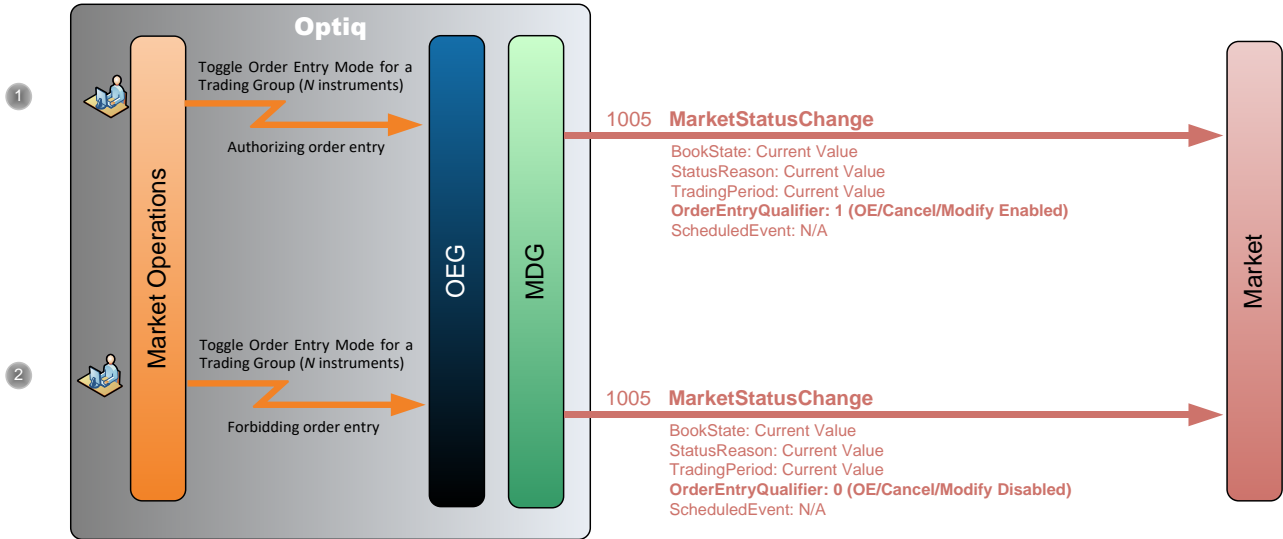 Optiq
1
Market Operations
Toggle Order Entry Mode for a
Trading Group (N instruments)
Authorizing order entry
OEG
MDG
1005 MarketStatusChange
BookState: Current Value
StatusReason: Current Value
TradingPeriod: Current Value
OrderEntryQualifier: 1 (OE/Cancel/Modify Enabled)
ScheduledEvent: N/A
Market
2
Toggle Order Entry Mode for a
Trading Group (N instruments)
Forbidding order entry
1005 MarketStatusChange
BookState: Current Value
StatusReason: Current Value
TradingPeriod: Current Value
OrderEntryQualifier: 0 (OE/Cancel/Modify Disabled)
ScheduledEvent: N/A